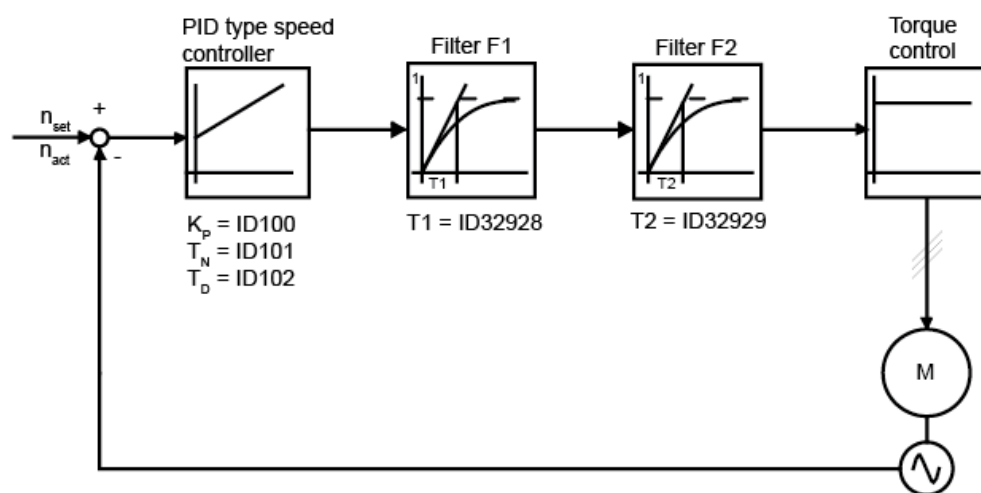 PID type speed
controller
Filter F1
Filter F2
Torque
control
n_set
n_act
+
-
1
T1
1
T2
K_P = ID100
T_N = ID101
T_D = ID102
T1 = ID32928
T2 = ID32929
M